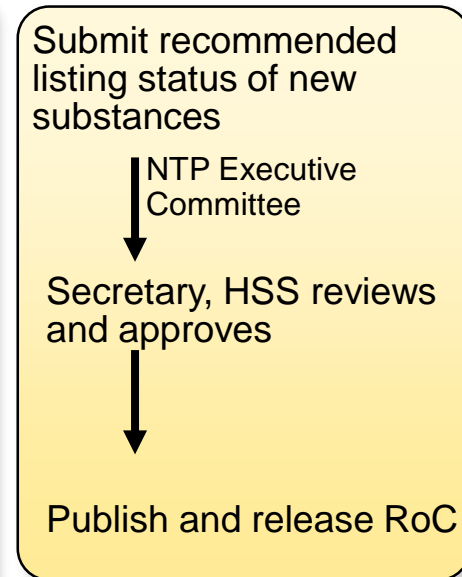 Submit recommended
listing status of new
substances
NTP Executive
Committee
Secretary, HSS reviews
and approves
Publish and release RoC